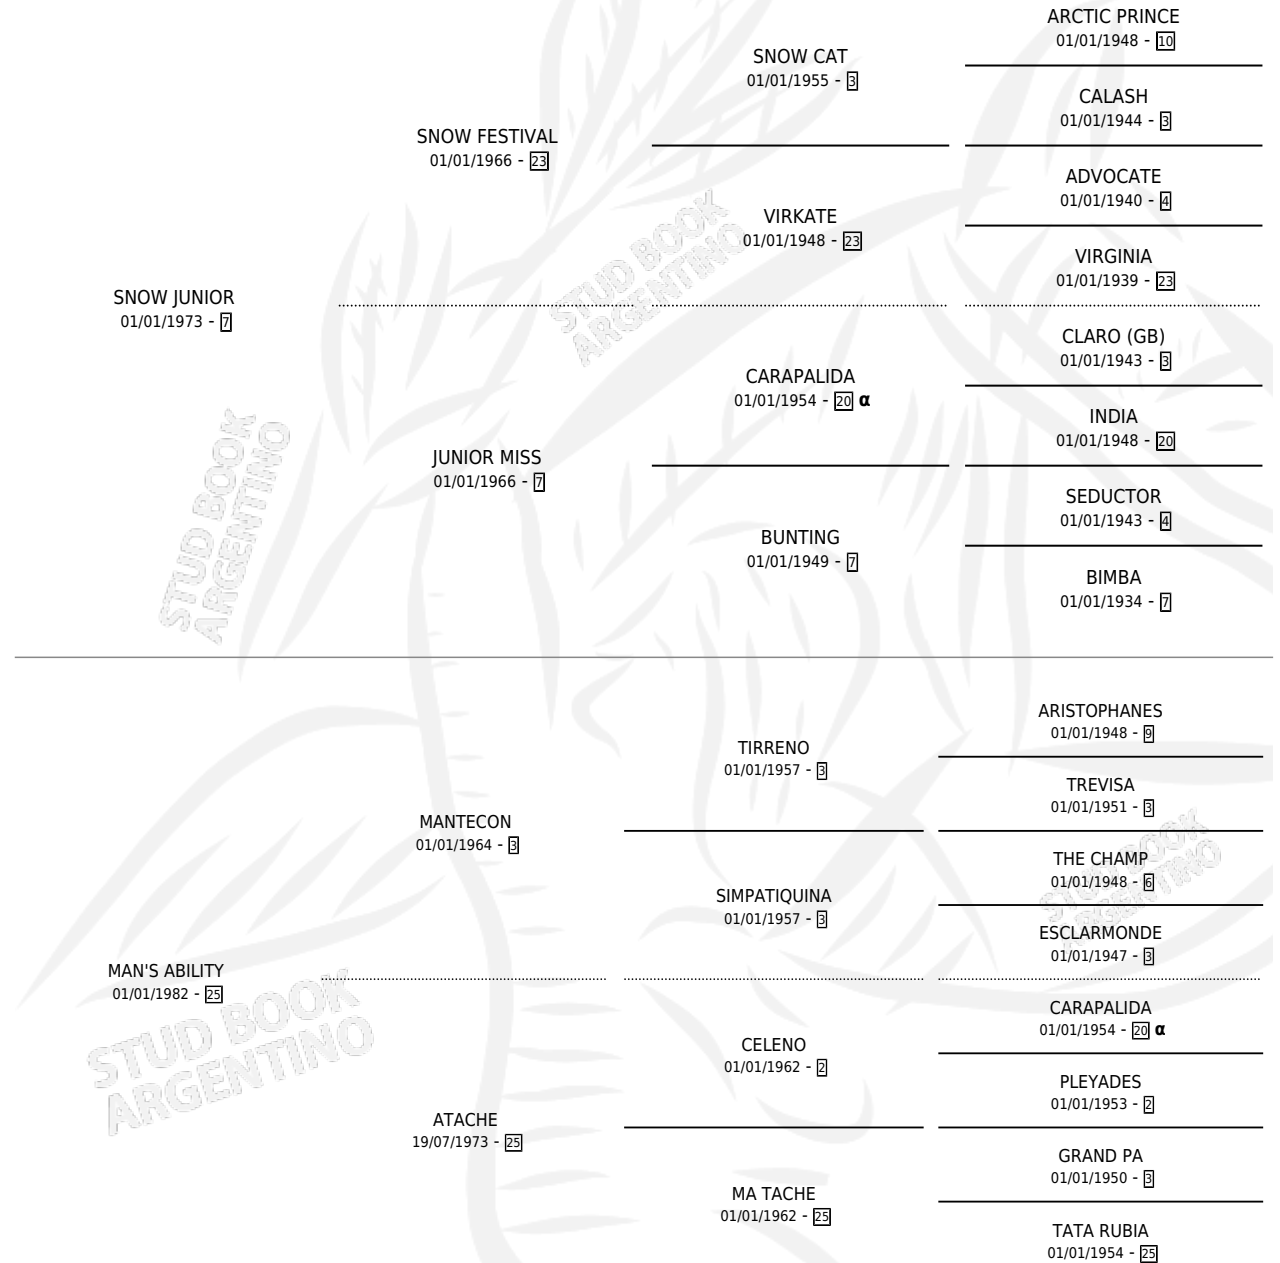 ARCTIC PRINCE
01/01/1948 - 10
SNOW CAT
01/01/1955 - 3
CALASH
01/01/1944 - 3
SNOW FESTIVAL
01/01/1966 - 23
ADVOCATE
01/01/1940 - 4
VIRKATE
01/01/1948 - 23
VIRGINIA
01/01/1939 - 23
STUD BOOK
ARGENTINO
SNOW JUNIOR
01/01/1973 - 7
CLARO (GB)
01/01/1943 - 3
CARAPALIDA
01/01/1954 - 20 α
INDIA
01/01/1948 - 20
JUNIOR MISS
01/01/1966 - 7
SEDUCTOR
01/01/1943 - 4
BUNTING
01/01/1949 - 7
BIMBA
01/01/1934 - 7
STUD BOOK
ARGENTINO
ARISTOPHANES
01/01/1948 - 9
TIRRENO
01/01/1957 - 3
TREVISA
01/01/1951 - 3
MANTECON
01/01/1964 - 3
THE CHAMP
01/01/1948 - 6
SIMPATIQUINA
01/01/1957 - 3
ESCLARMONDE
01/01/1947 - 3
STUD BOOK
ARGENTINO
MAN'S ABILITY
01/01/1982 - 25
CARAPALIDA
01/01/1954 - 20 α
CELENO
01/01/1962 - 2
PLEYADES
01/01/1953 - 2
STUD BOOK
ARGENTINO
ATACHE
19/07/1973 - 25
GRAND PA
01/01/1950 - 3
MA TACHE
01/01/1962 - 25
TATA RUBIA
01/01/1954 - 25